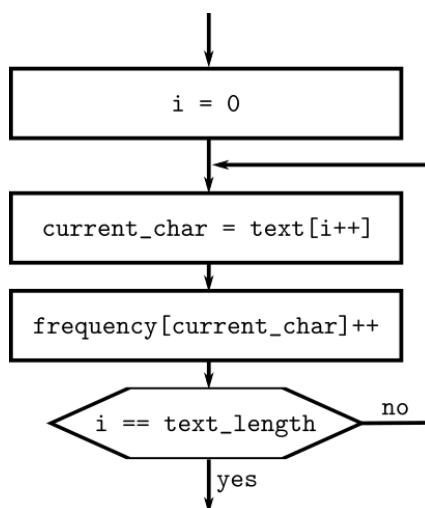 i = 0
current_char = text[i++]
frequency[current_char]++
i == text_length
no
yes